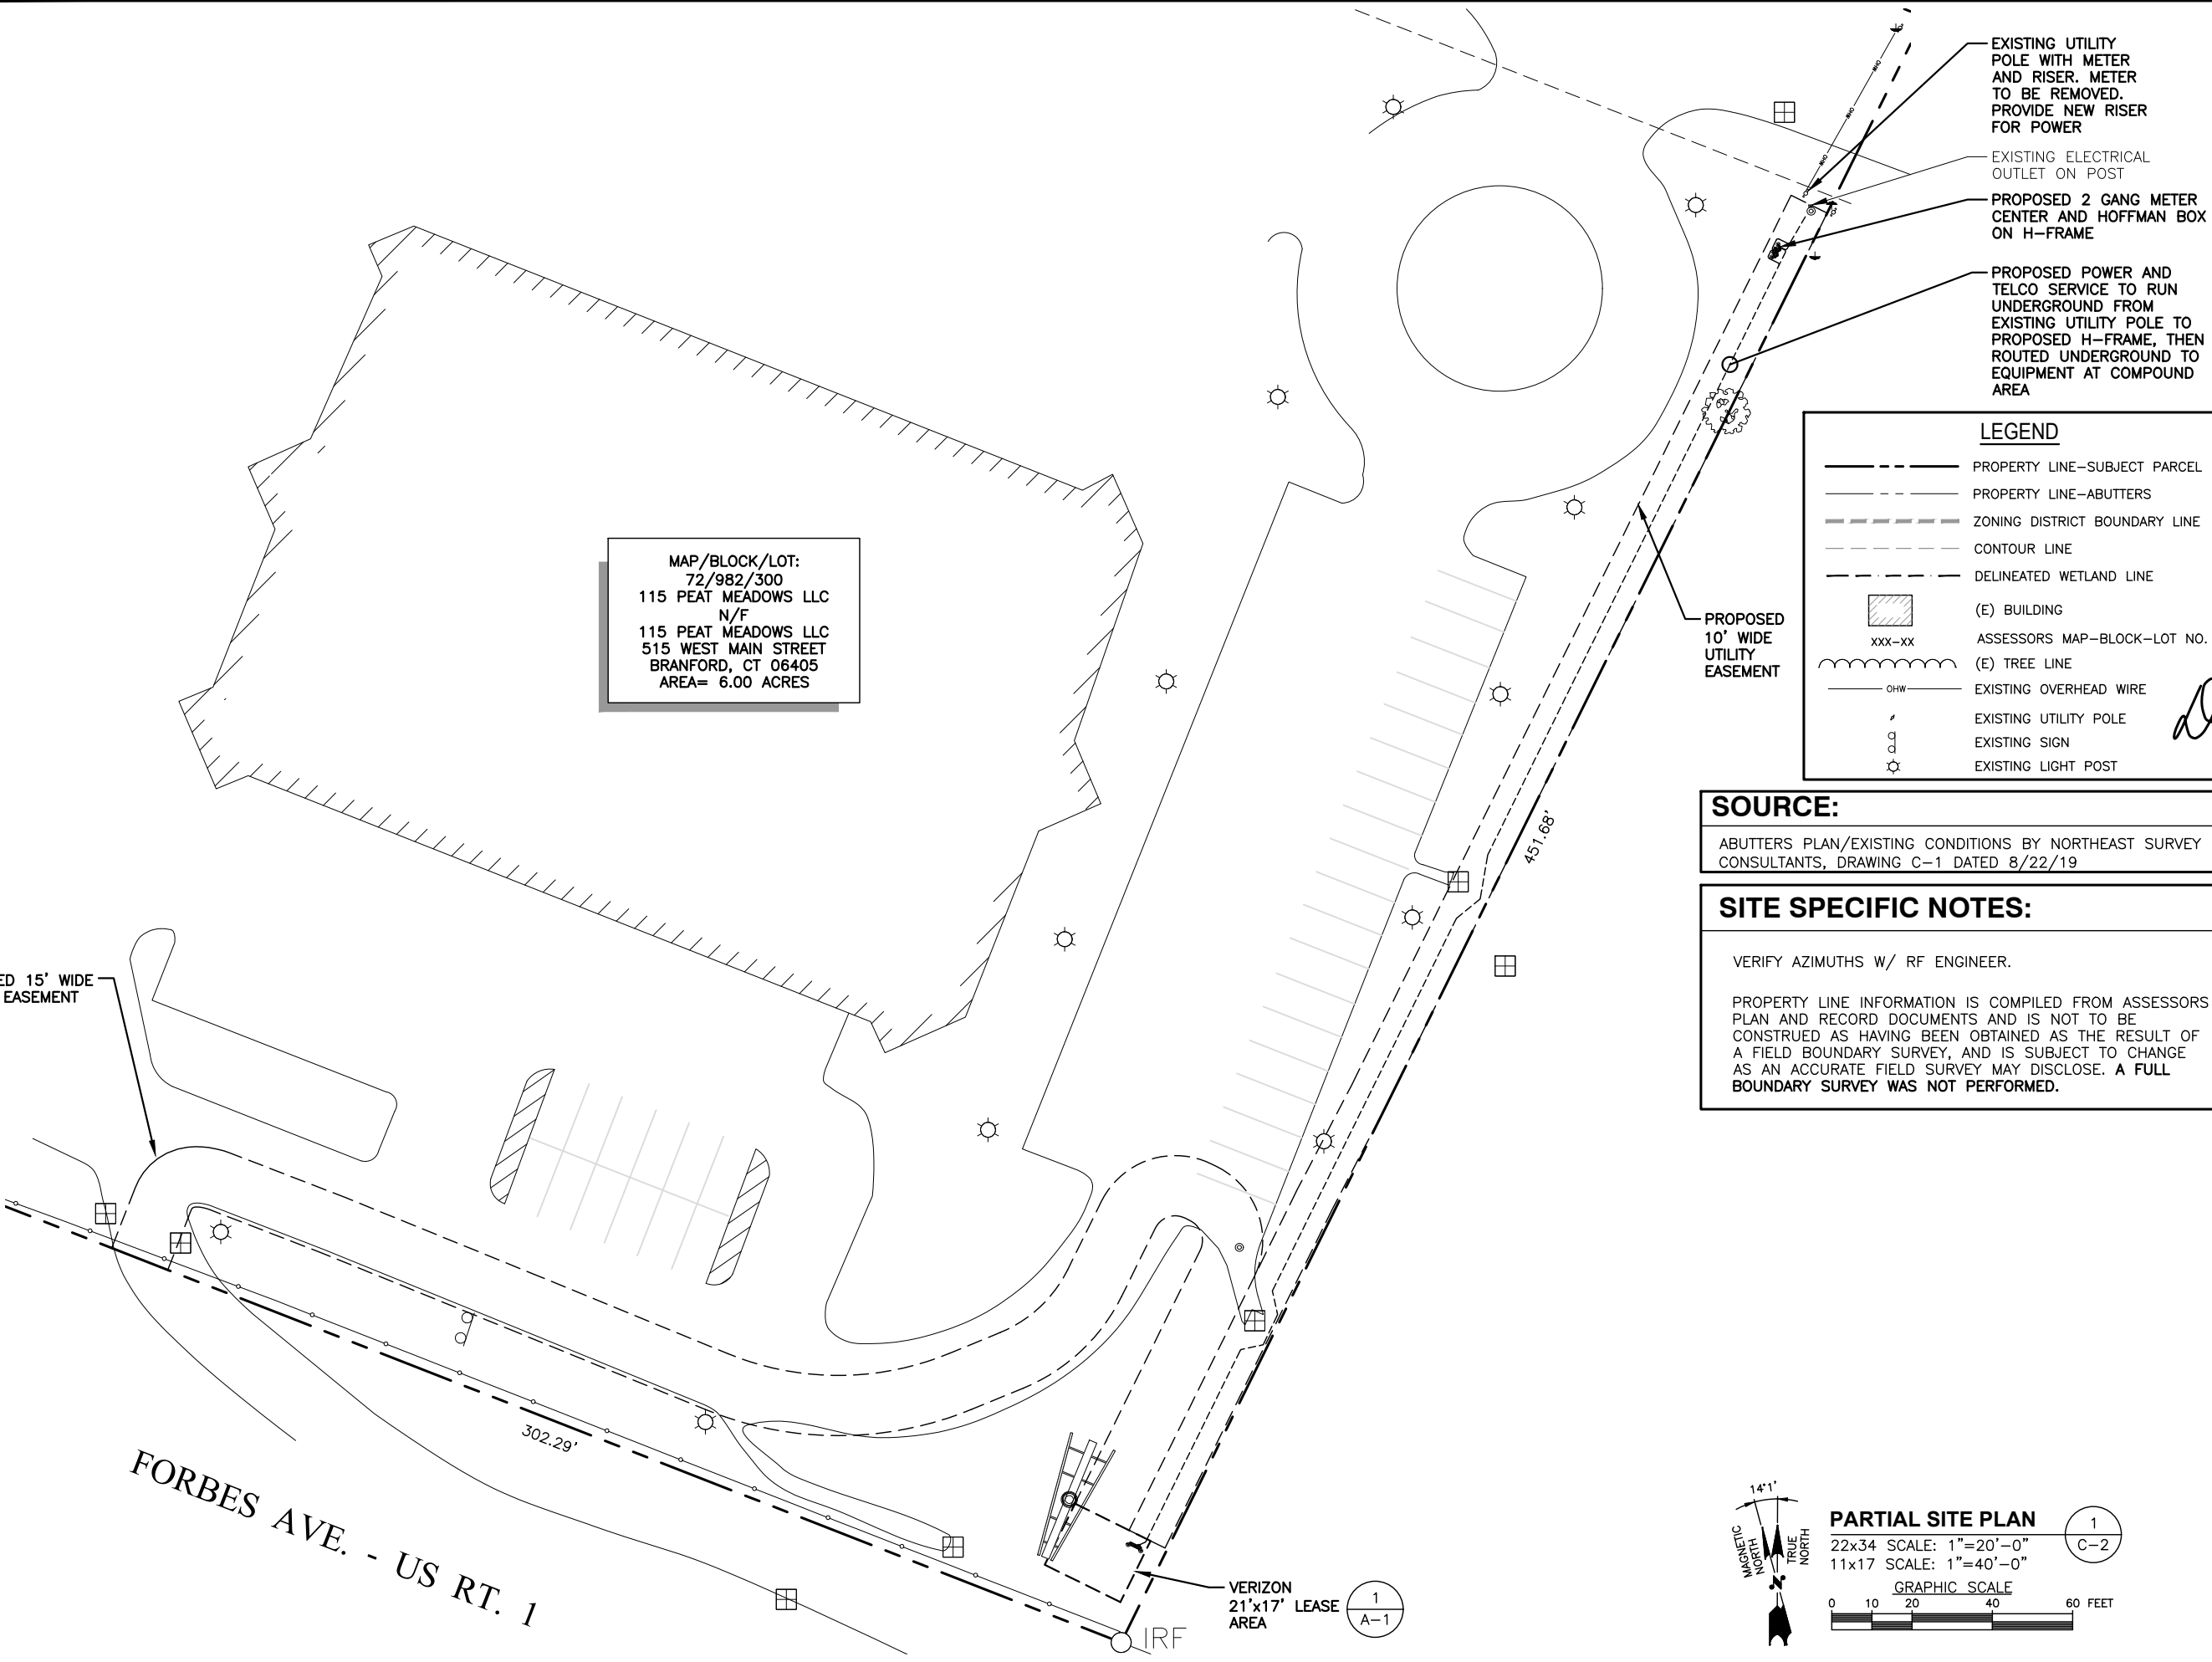 EXISTING UTILITY
POLE WITH METER
AND RISER. METER
TO BE REMOVED.
PROVIDE NEW RISER
FOR POWER
EXISTING ELECTRICAL
OUTLET ON POST
PROPOSED 2 GANG METER
CENTER AND HOFFMAN BOX
ON H-FRAME
PROPOSED POWER AND
TELCO SERVICE TO RUN
UNDERGROUND FROM
EXISTING UTILITY POLE TO
PROPOSED H-FRAME, THEN
ROUTED UNDERGROUND TO
EQUIPMENT AT COMPOUND
AREA
OHW
OHW
OHW
LEGEND
PROPERTY LINE-SUBJECT PARCEL
PROPERTY LINE-ABUTTERS
ZONING DISTRICT BOUNDARY LINE
CONTOUR LINE
DELINEATED WETLAND LINE
(E) BUILDING
XXX-XX ASSESSORS MAP-BLOCK-LOT NO.
(E) TREE LINE
OHW EXISTING OVERHEAD WIRE
EXISTING UTILITY POLE
EXISTING SIGN
EXISTING LIGHT POST
MAP/BLOCK/LOT:
72/982/300
115 PEAT MEADOWS LLC
N/F
115 PEAT MEADOWS LLC
515 WEST MAIN STREET
BRANFORD, CT 06405
AREA= 6.00 ACRES
PROPOSED
10' WIDE
UTILITY
EASEMENT
451.68'
SOURCE:
ABUTTERS PLAN/EXISTING CONDITIONS BY NORTHEAST SURVEY
CONSULTANTS, DRAWING C-1 DATED 8/22/19
SITE SPECIFIC NOTES:
VERIFY AZIMUTHS W/ RF ENGINEER.
PROPERTY LINE INFORMATION IS COMPILED FROM ASSESSORS
PLAN AND RECORD DOCUMENTS AND IS NOT TO BE
CONSTRUED AS HAVING BEEN OBTAINED AS THE RESULT OF
A FIELD BOUNDARY SURVEY, AND IS SUBJECT TO CHANGE
AS AN ACCURATE FIELD SURVEY MAY DISCLOSE. A FULL
BOUNDARY SURVEY WAS NOT PERFORMED.
ED 15' WIDE
EASEMENT
302.29'
FORBES AVE. - US RT. 1
VERIZON
21'x17' LEASE
AREA
1
A-1
IRF
14°1'
MAGNETIC
NORTH
TRUE
NORTH
N
PARTIAL SITE PLAN
22x34 SCALE: 1"=20'-0"
11x17 SCALE: 1"=40'-0"
1
C-2
GRAPHIC SCALE
0 10 20 40 60 FEET